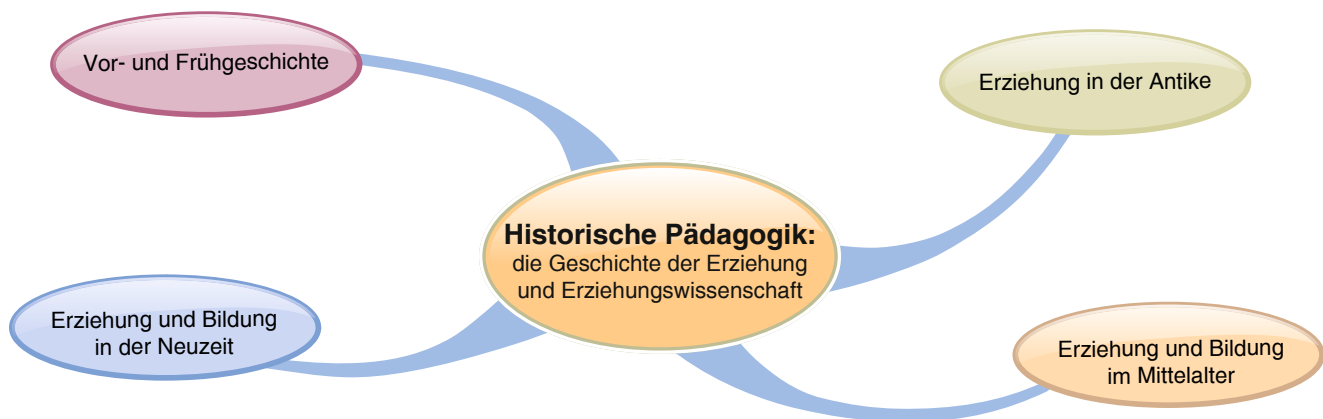 Vor- und Frühgeschichte
Erziehung in der Antike
Historische Pädagogik:
die Geschichte der Erziehung
und Erziehungswissenschaft
Erziehung und Bildung
in der Neuzeit
Erziehung und Bildung
im Mittelalter